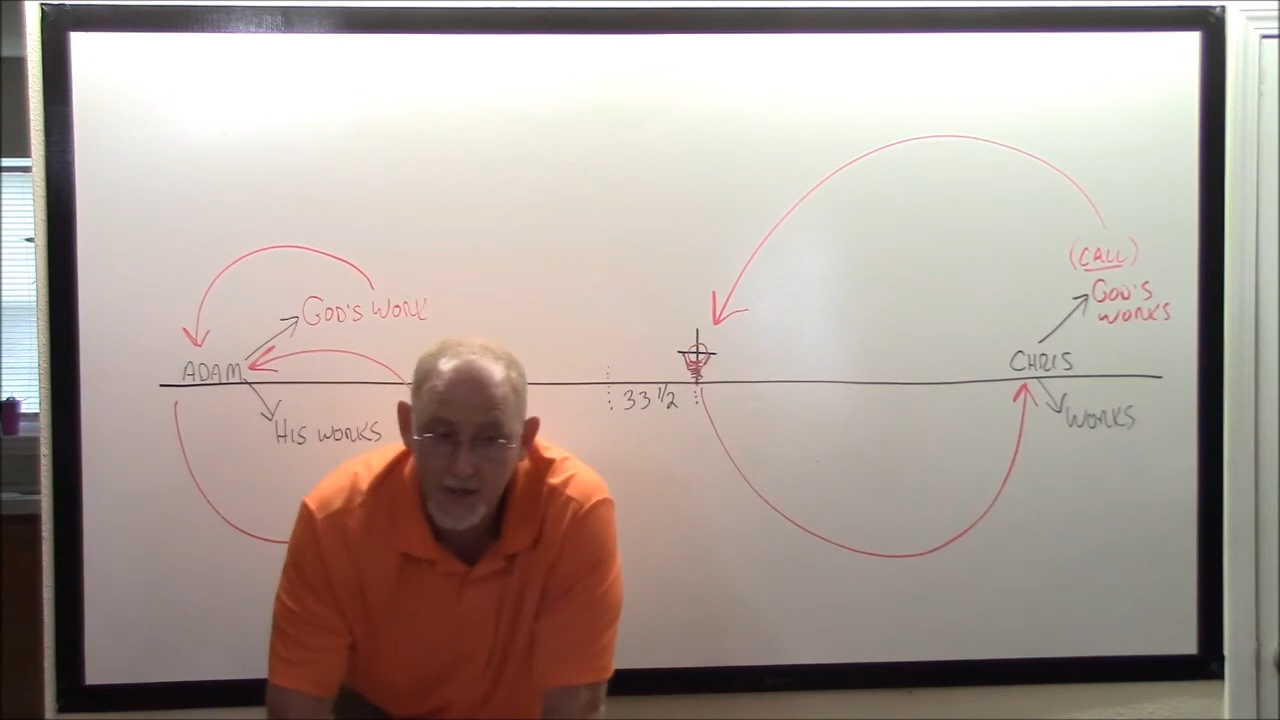 GOD'S WORK
ADAM
HIS WORKS
33 1/2
(CALL)
GOD'S
WORKS
CHRIS
WORKS